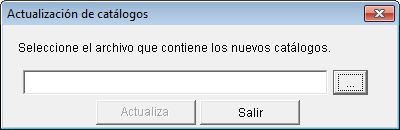 Actualización de catálogos
Seleccione el archivo que contiene los nuevos catálogos.
...
Actualiza
Salir